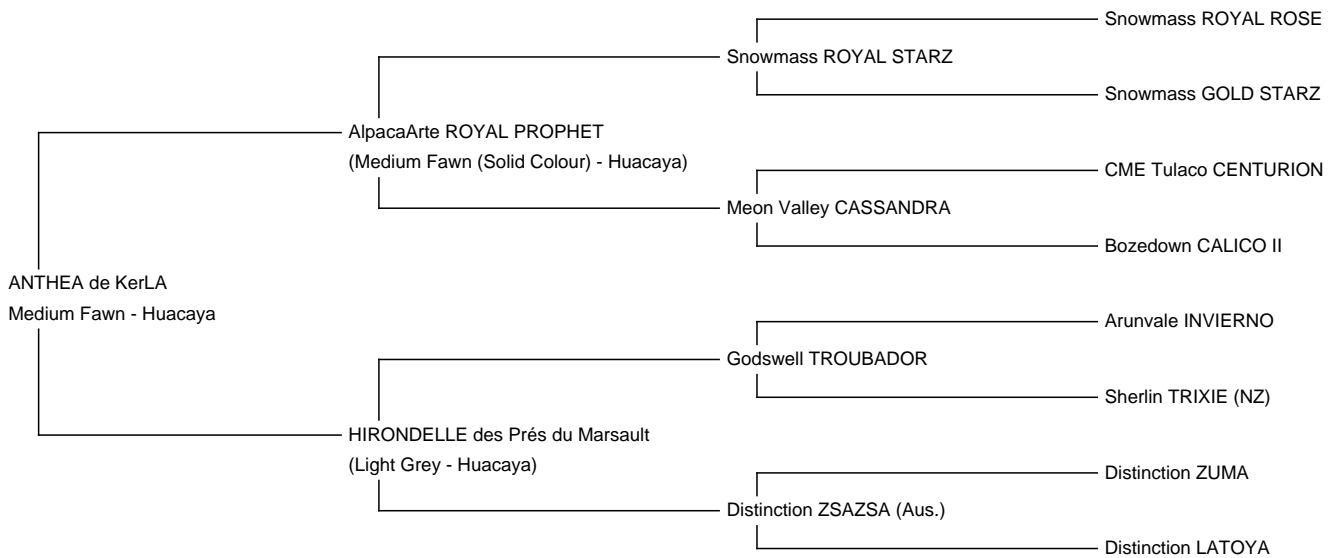 Snowmass ROYAL ROSE
Snowmass ROYAL STARZ
Snowmass GOLD STARZ
AlpacaArte ROYAL PROPHET
(Medium Fawn (Solid Colour) - Huacaya)
CME Tulaco CENTURION
Meon Valley CASSANDRA
Bozedown CALICO II
ANTHEA de KerLA
Medium Fawn - Huacaya
Arunvale INVIERNO
Godswell TROUBADOR
Sherlin TRIXIE (NZ)
HIRONDELLE des Prés du Marsault
(Light Grey - Huacaya)
Distinction ZUMA
Distinction ZSAZSA (Aus.)
Distinction LATOYA